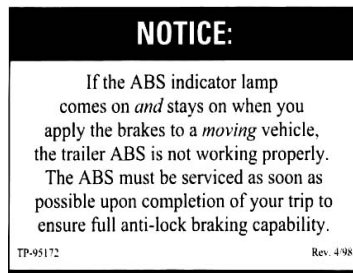 NOTICE:
If the ABS indicator lamp
comes on and stays on when you
apply the brakes to a moving vehicle,
the trailer ABS is not working properly.
The ABS must be serviced as soon as
possible upon completion of your trip to
ensure full anti-lock braking capability.
TP-95172 Rev. 4/98